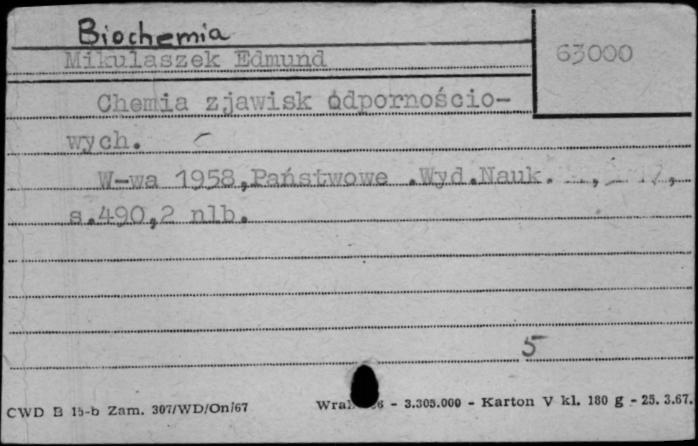 Biochemia
63000
Mikulaszek Edmund
Chemia zjawisk odpornościo-
wych.
W-wa 1958,Państwowe .Wyd.Nauk.
s.490,2 nlb.
5
CWD B 15-b Zam. 307/WD/On/67
- 3.305.000 - Karton V kl. 180 g - 25. 3.67.